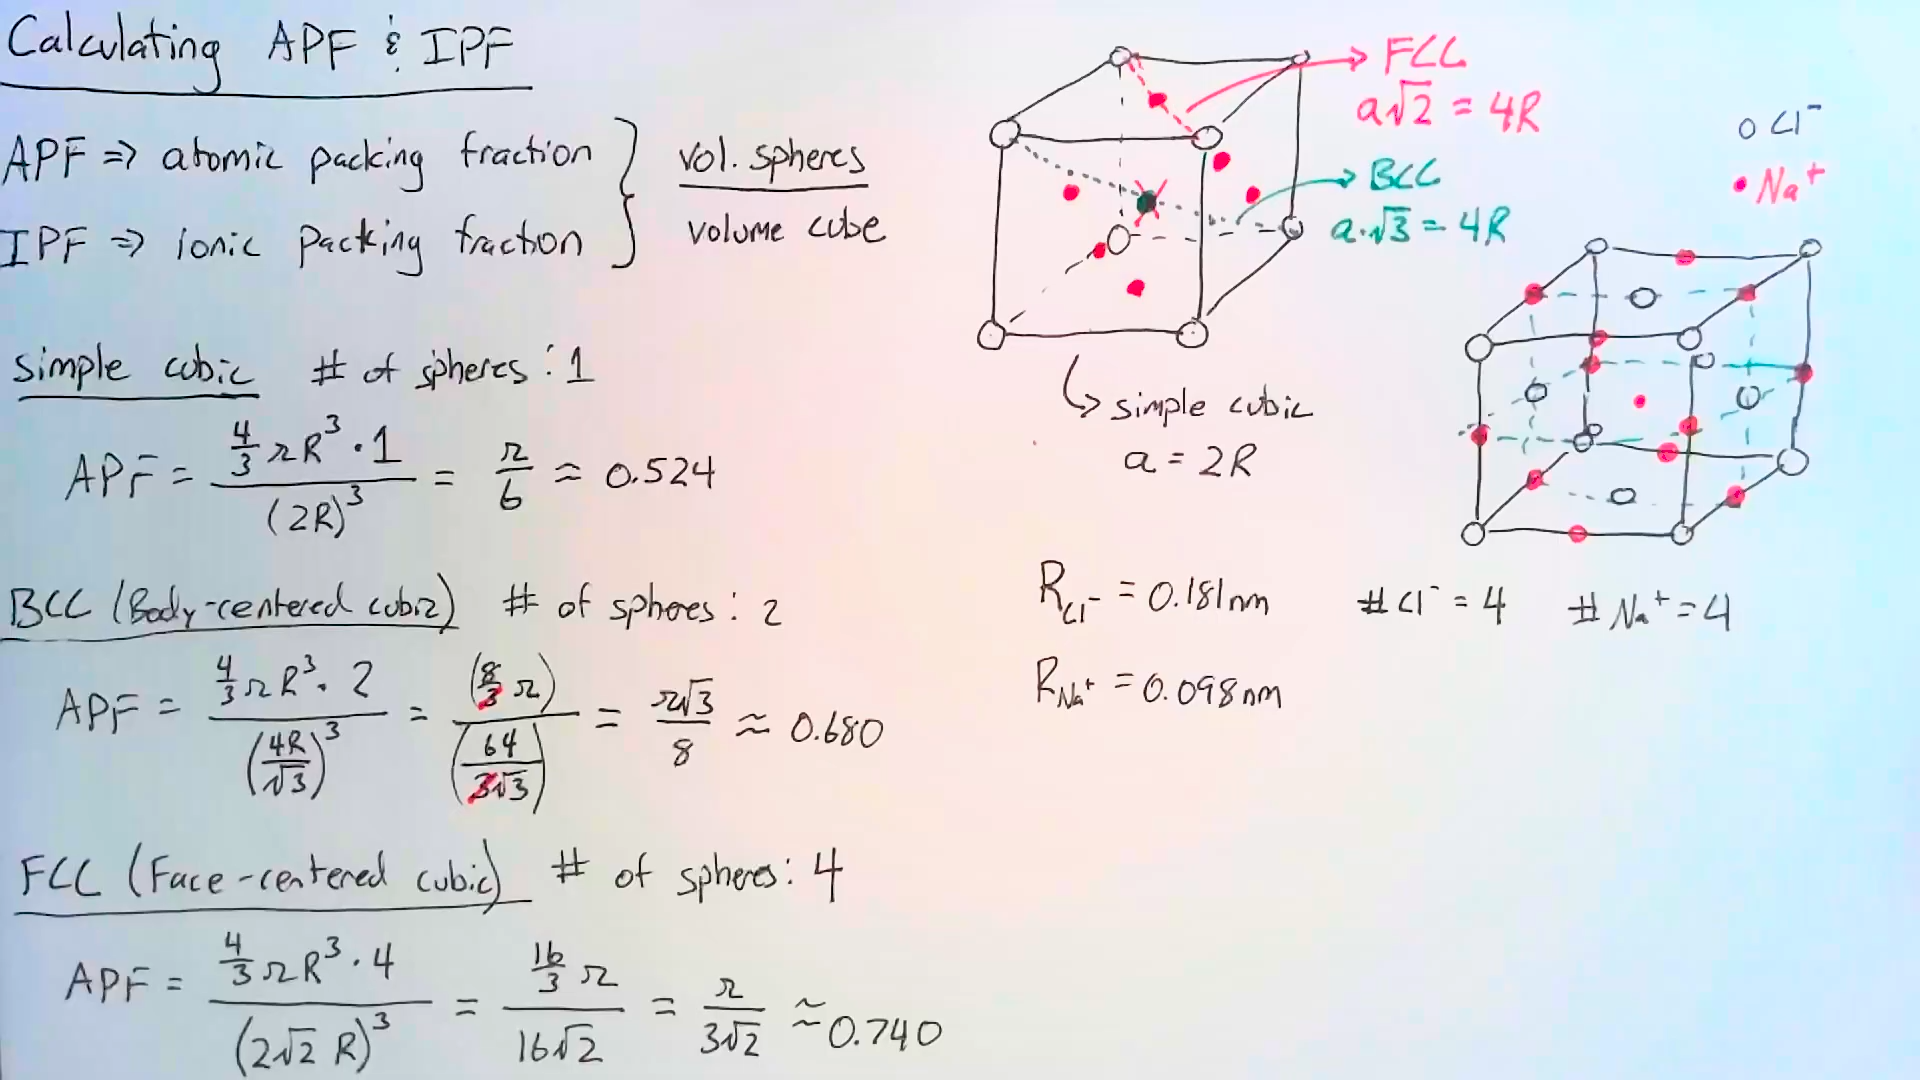 Calculating APF & IPF
APF => atomic packing fraction
IPF => ionic packing fraction
vol. spheres
volume cube
simple cubic # of spheres : 1
APF = (4/3 πR³ · 1) / (2R)³ = π/6 ≈ 0.524
BCC (Body-centered cubic) # of spheres : 2
APF = (4/3 πR³ · 2) / (4R/√3)³ = (8/3 π) / (64/3√3) = π√3/8 ≈ 0.680
FCC (Face-centered cubic) # of spheres : 4
APF = (4/3 πR³ · 4) / (2√2 R)³ = (16/3 π) / 16√2 = π/3√2 ≈ 0.740
FCC
a√2 = 4R
BCC
a·√3 = 4R
simple cubic
a = 2R
Cl⁻
Na⁺
R_Cl⁻ = 0.181nm #Cl⁻ = 4 #Na⁺ = 4
R_Na⁺ = 0.098nm